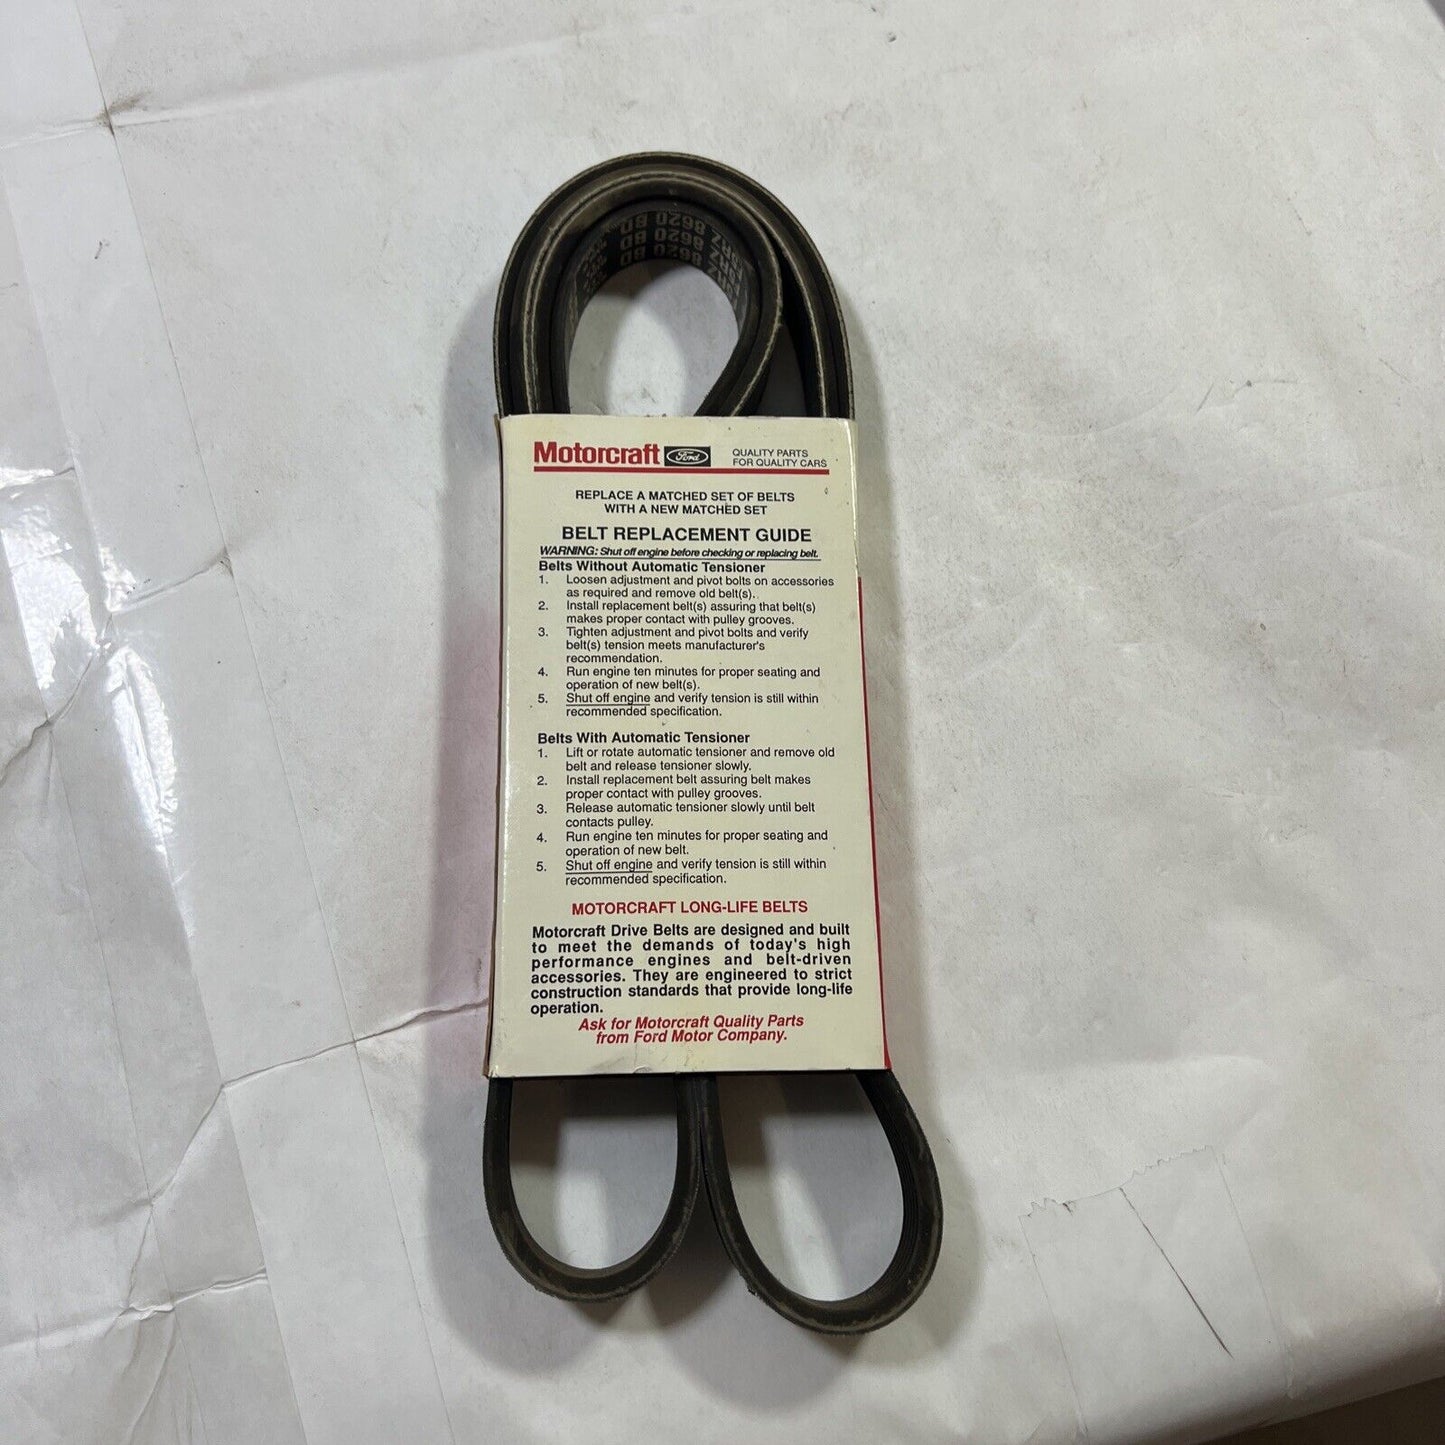 8620 BD
8620 BD
8620 BD
Motorcraft Ford QUALITY PARTS
FOR QUALITY CARS
REPLACE A MATCHED SET OF BELTS
WITH A NEW MATCHED SET
BELT REPLACEMENT GUIDE
WARNING: Shut off engine before checking or replacing belt.
Belts Without Automatic Tensioner
1. Loosen adjustment and pivot bolts on accessories
as required and remove old belt(s).
2. Install replacement belt(s) assuring that belt(s)
makes proper contact with pulley grooves.
3. Tighten adjustment and pivot bolts and verify
belt(s) tension meets manufacturer's
recommendation.
4. Run engine ten minutes for proper seating and
operation of new belt(s).
5. Shut off engine and verify tension is still within
recommended specification.
Belts With Automatic Tensioner
1. Lift or rotate automatic tensioner and remove old
belt and release tensioner slowly.
2. Install replacement belt assuring belt makes
proper contact with pulley grooves.
3. Release automatic tensioner slowly until belt
contacts pulley.
4. Run engine ten minutes for proper seating and
operation of new belt.
5. Shut off engine and verify tension is still within
recommended specification.
MOTORCRAFT LONG-LIFE BELTS
Motorcraft Drive Belts are designed and built
to meet the demands of today's high
performance engines and belt-driven
accessories. They are engineered to strict
construction standards that provide long-life
operation.
Ask for Motorcraft Quality Parts
from Ford Motor Company.